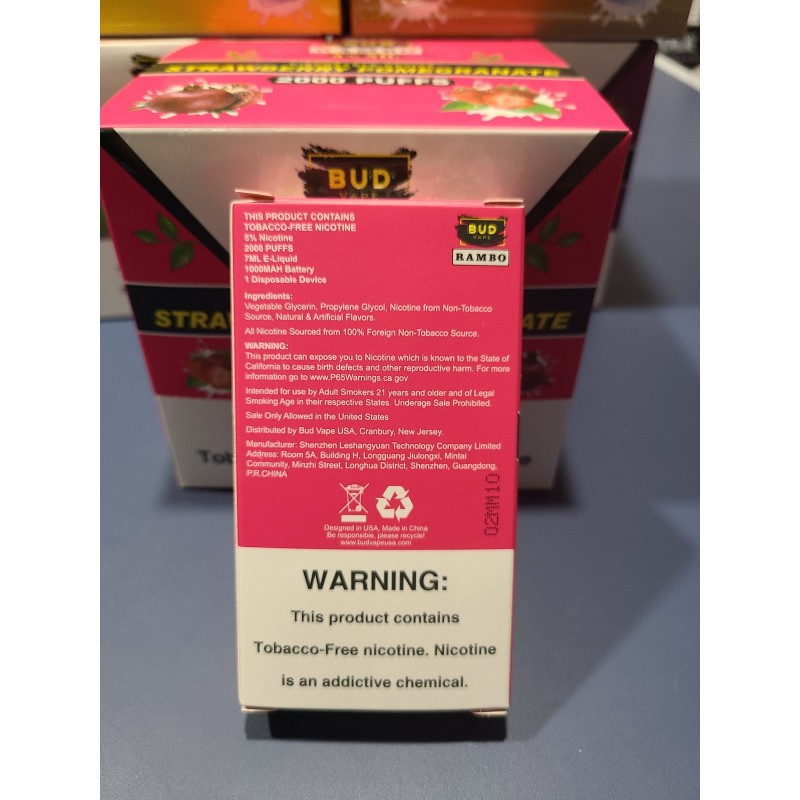 STRAWBERRY POMEGRANATE
2000 PUFFS
BUD
VAPE
THIS PRODUCT CONTAINS
TOBACCO-FREE NICOTINE
5% Nicotine
2000 PUFFS
7ML E-Liquid
1000MAH Battery
1 Disposable Device
BUD
VAPE
RAMBO
Ingredients:
Vegetable Glycerin, Propylene Glycol, Nicotine from Non-Tobacco
Source, Natural & Artificial Flavors.
All Nicotine Sourced from 100% Foreign Non-Tobacco Source.
WARNING:
This product can expose you to Nicotine which is known to the State of
California to cause birth defects and other reproductive harm. For more
information go to www.P65Warnings.ca.gov
Intended for use by Adult Smokers 21 years and older and of Legal
Smoking Age in their respective States. Underage Sale Prohibited.
Sale Only Allowed in the United States
Distributed by Bud Vape USA, Cranbury, New Jersey.
Manufacturer: Shenzhen Leshangyuan Technology Company Limited
Address: Room 5A, Building H, Longguang Jiulongxi, Mintai
Community, Minzhi Street, Longhua District, Shenzhen, Guangdong,
P.R.CHINA
02MM10
Designed in USA, Made in China
Be responsible, please recycle!
www.budvapeusa.com
WARNING:
This product contains
Tobacco-Free nicotine. Nicotine
is an addictive chemical.
STRA
ATE